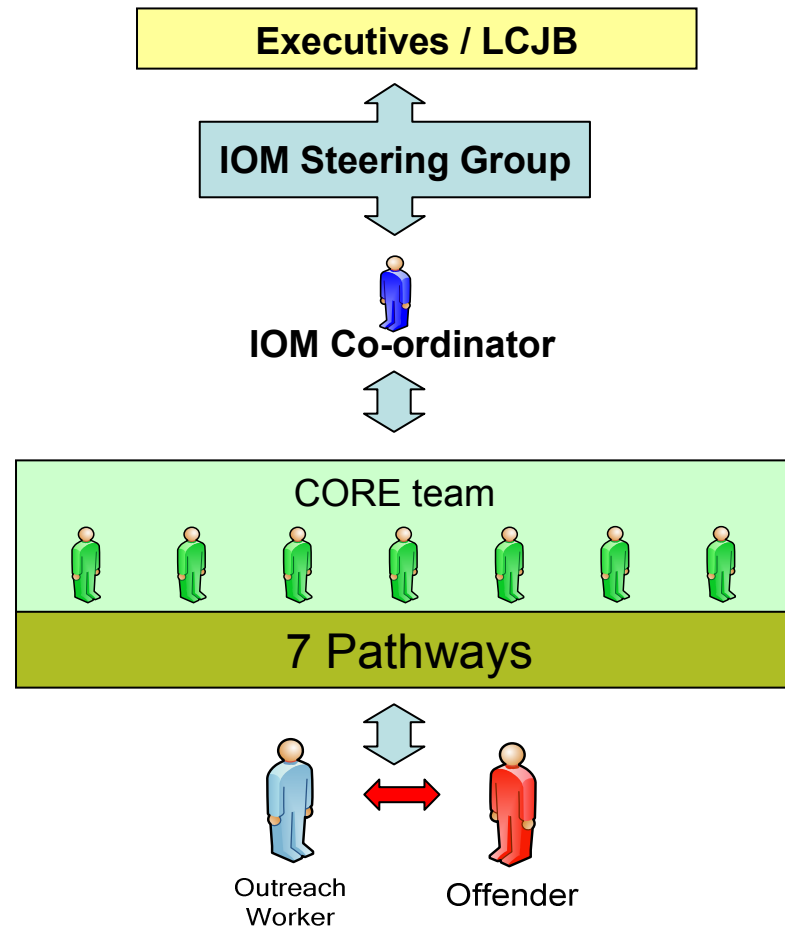 Executives / LCJB
IOM Steering Group
IOM Co-ordinator
CORE team
7 Pathways
Outreach
Worker
Offender